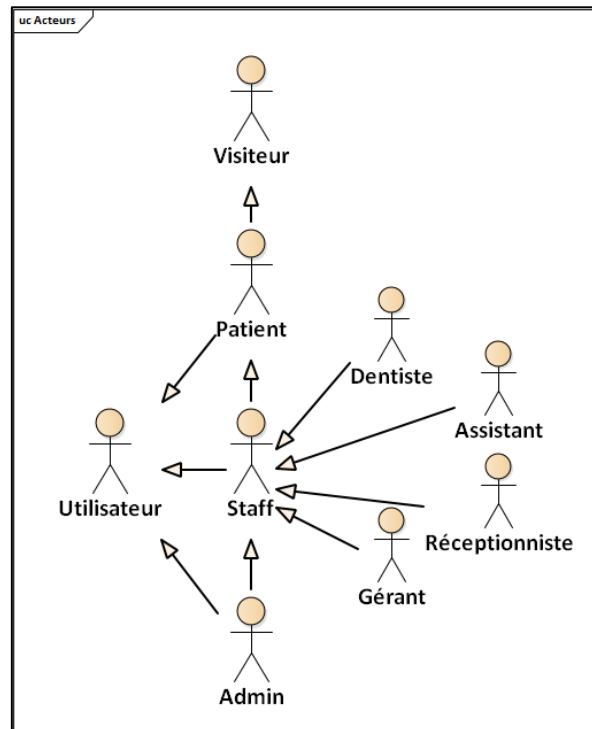 uc Acteurs
Visiteur
Patient
Dentiste
Assistant
Utilisateur
Staff
Réceptionniste
Gérant
Admin